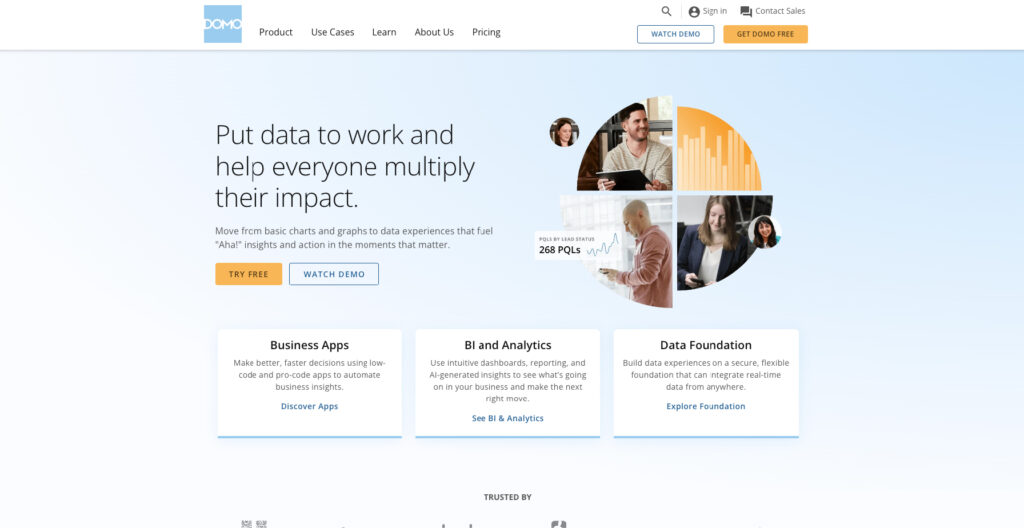 DOMO
Sign in
Contact Sales
Product
Use Cases
Learn
About Us
Pricing
WATCH DEMO
GET DOMO FREE
Put data to work and
help everyone multiply
their impact.
Move from basic charts and graphs to data experiences that fuel
"Aha!" insights and action in the moments that matter.
TRY FREE
WATCH DEMO
PQLS BY LEAD STATUS
268 PQLs
Business Apps
Make better, faster decisions using low-
code and pro-code apps to automate
business insights.
Discover Apps
BI and Analytics
Use intuitive dashboards, reporting, and
AI-generated insights to see what's going
on in your business and make the next
right move.
See BI & Analytics
Data Foundation
Build data experiences on a secure, flexible
foundation that can integrate real-time
data from anywhere.
Explore Foundation
TRUSTED BY